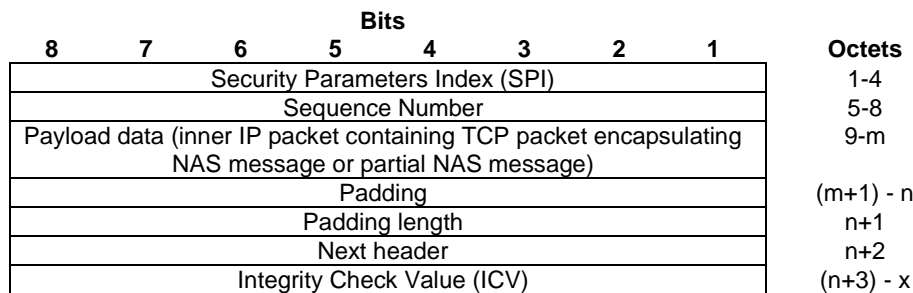 Bits
8 7 6 5 4 3 2 1 Octets
Security Parameters Index (SPI) 1-4
Sequence Number 5-8
Payload data (inner IP packet containing TCP packet encapsulating 9-m
NAS message or partial NAS message)
Padding (m+1) - n
Padding length n+1
Next header n+2
Integrity Check Value (ICV) (n+3) - x